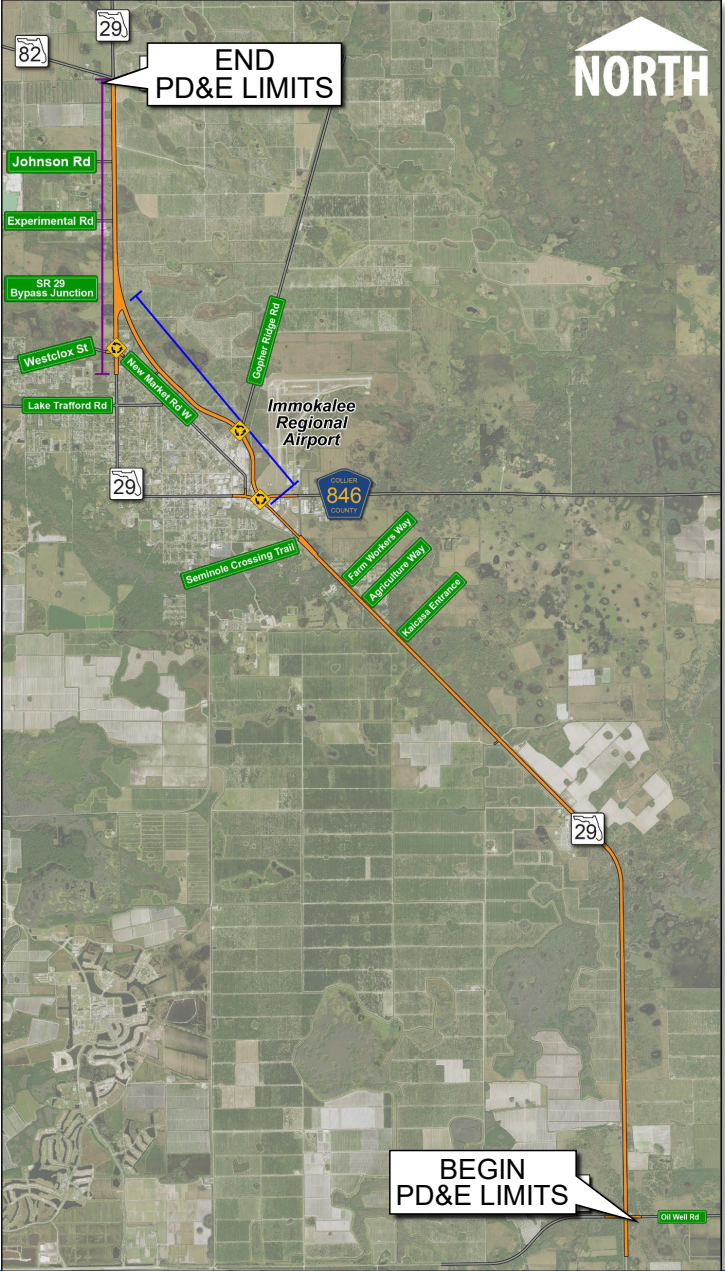 29
82
END
PD&E LIMITS
NORTH
Johnson Rd
Experimental Rd
SR 29
Bypass Junction
Westclox St
New Market Rd W
Gopher Ridge Rd
Lake Trafford Rd
Immokalee
Regional
Airport
29
COLLIER
846
COUNTY
Seminole Crossing Trail
Farm Workers Way
Agriculture Way
Kaicasa Entrance
29
BEGIN
PD&E LIMITS
Oil Well Rd